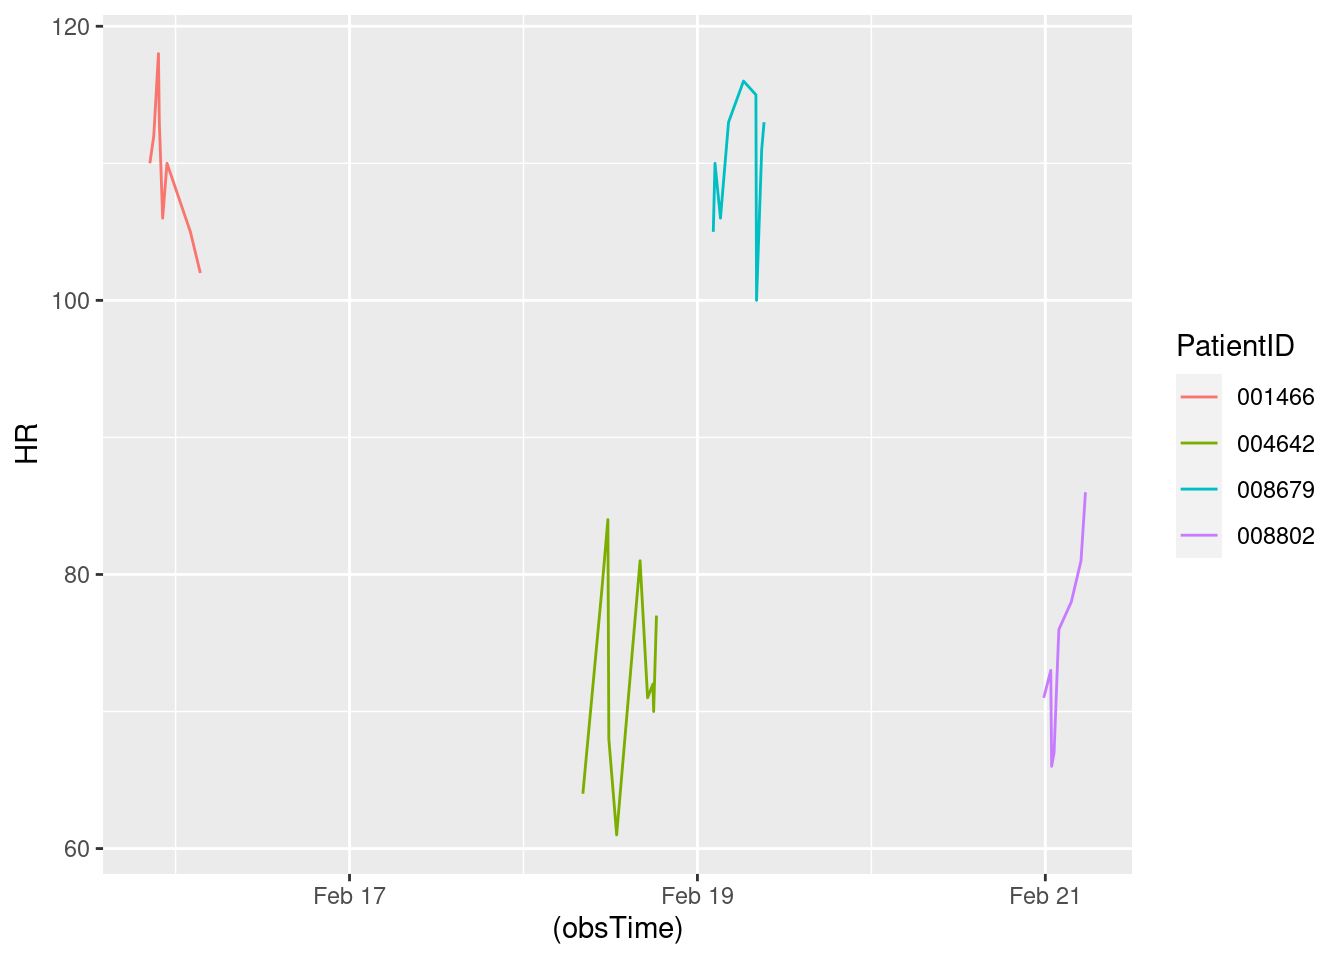 120
100
80
60
HR
Feb 17
Feb 19
Feb 21
(obsTime)
PatientID
001466
004642
008679
008802